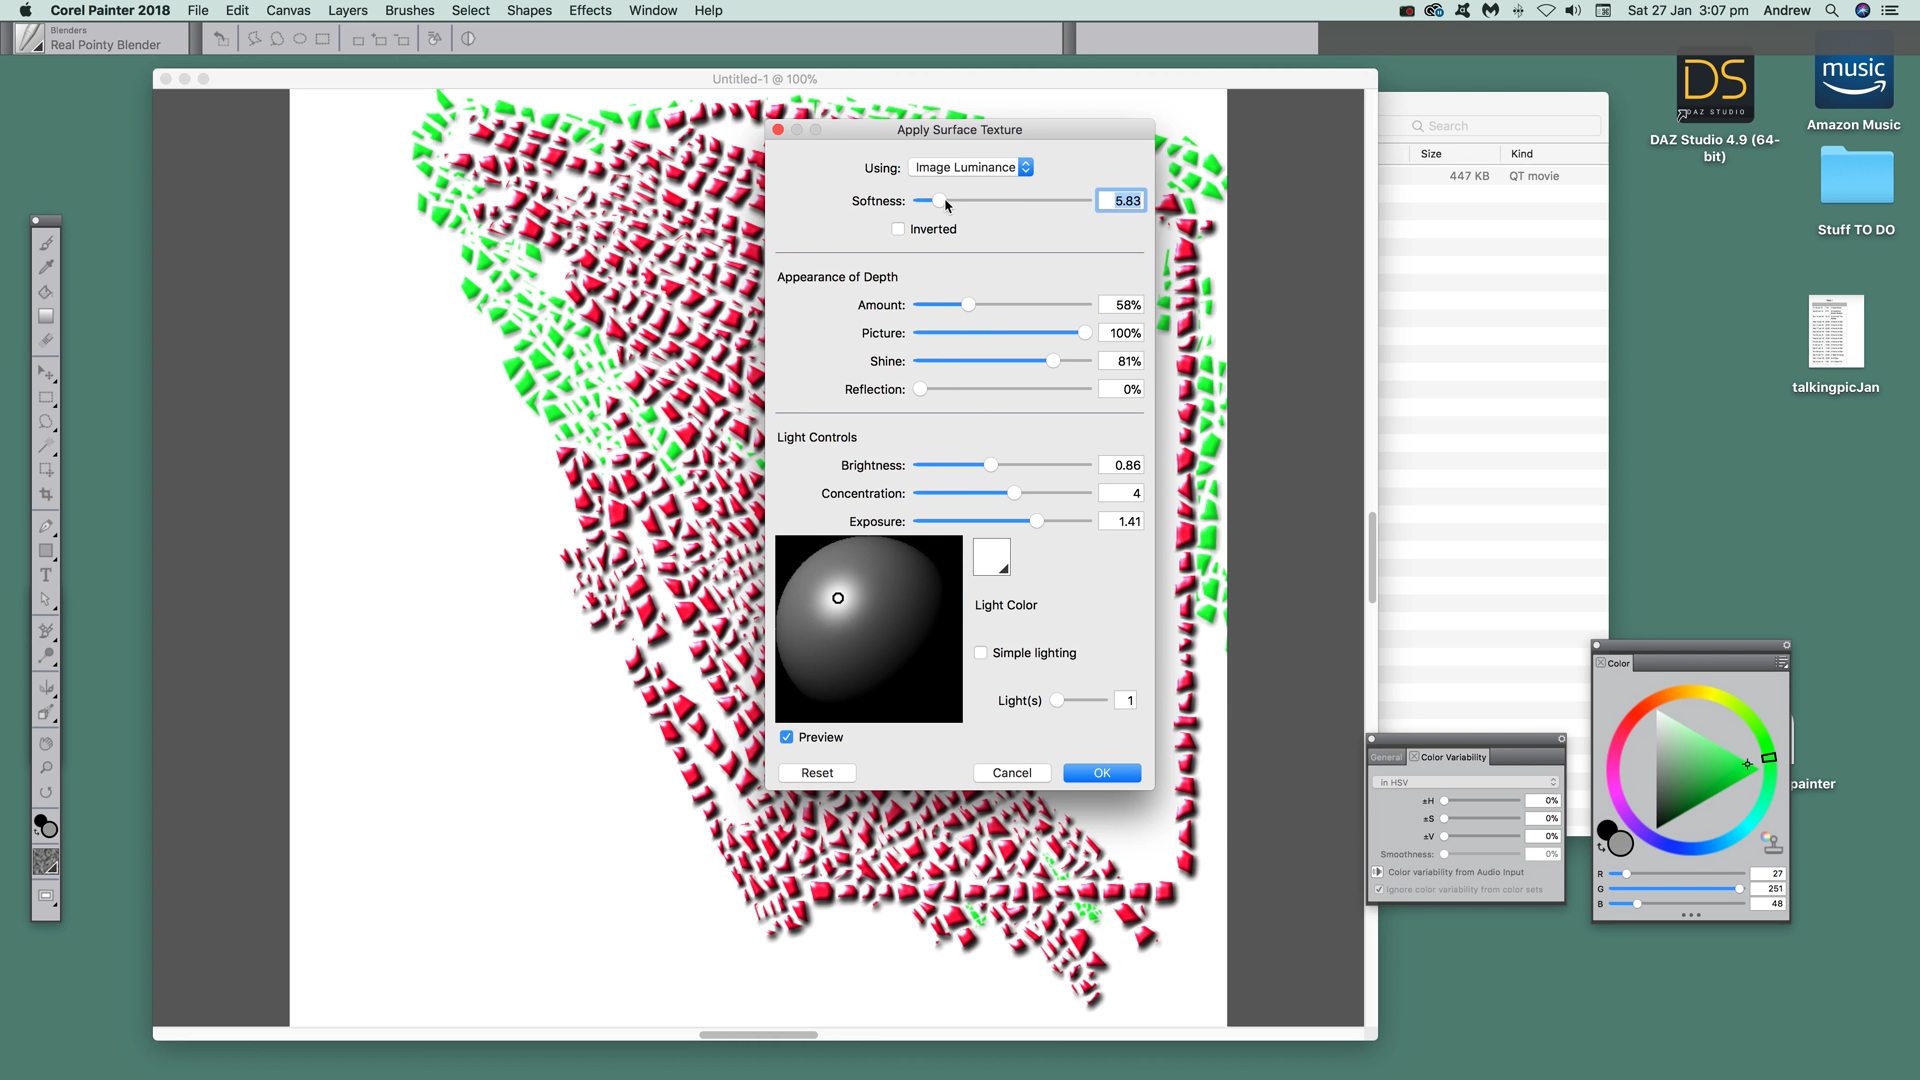 Corel Painter 2018 File Edit Canvas Layers Brushes Select Shapes Effects Window Help
Sat 27 Jan 3:07 pm Andrew
Blenders
Real Pointy Blender
Untitled-1 @ 100%
Apply Surface Texture
Using: Image Luminance
Softness: 5.83
Inverted
Appearance of Depth
Amount: 58%
Picture: 100%
Shine: 81%
Reflection: 0%
Light Controls
Brightness: 0.86
Concentration: 4
Exposure: 1.41
Light Color
Simple lighting
Light(s) 1
Preview
Reset Cancel OK
Search
Size Kind
447 KB QT movie
DS
DAZ STUDIO
DAZ Studio 4.9 (64-
bit)
music
Amazon Music
Stuff TO DO
talkingpicJan
painter
General Color Variability
in HSV
±H 0%
±S 0%
±V 0%
Smoothness: 0%
Color variability from Audio Input
Ignore color variability from color sets
Color
R 27
G 251
B 48